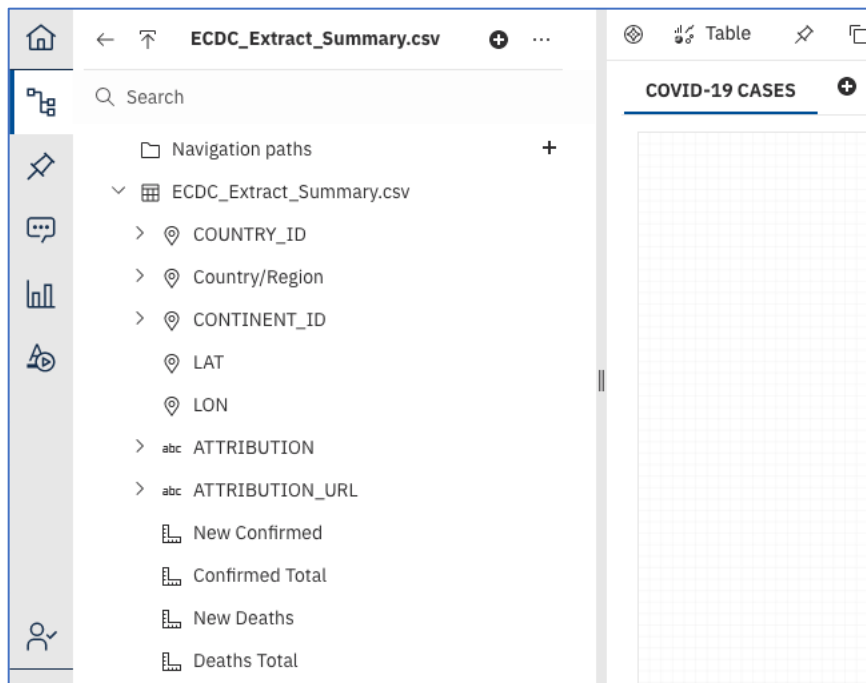 ECDC_Extract_Summary.csv
Table
Search
COVID-19 CASES
Navigation paths
ECDC_Extract_Summary.csv
COUNTRY_ID
Country/Region
CONTINENT_ID
LAT
LON
abc ATTRIBUTION
abc ATTRIBUTION_URL
New Confirmed
Confirmed Total
New Deaths
Deaths Total